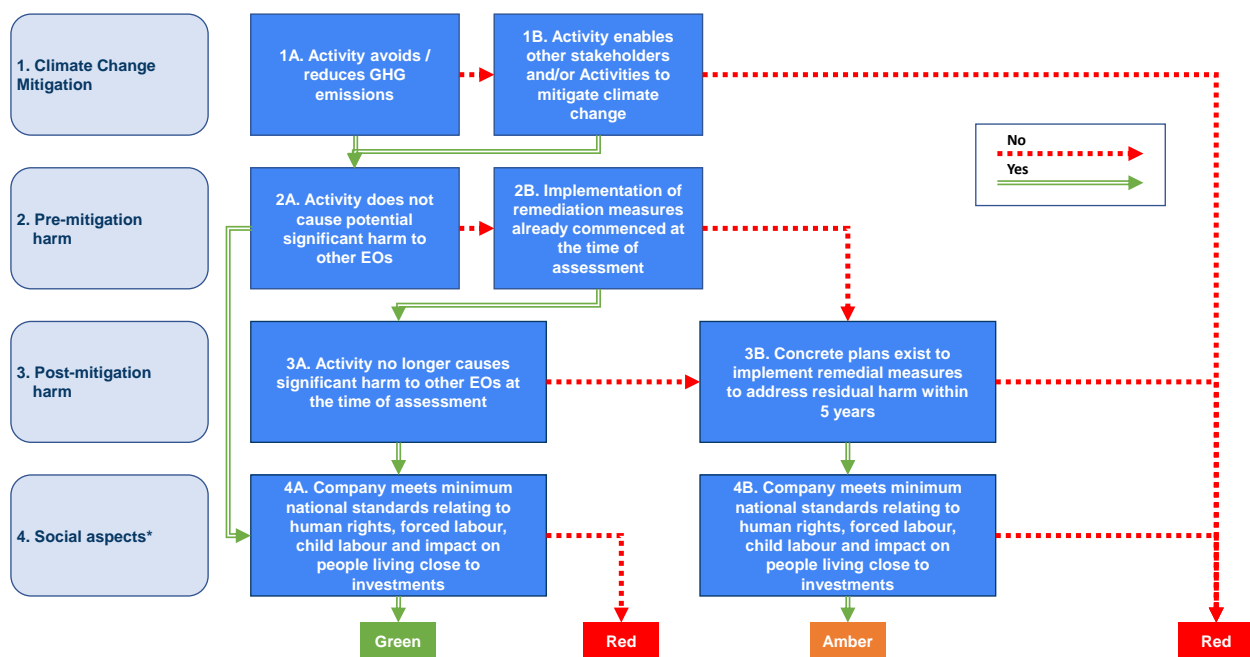 1. Climate Change
Mitigation
1A. Activity avoids /
reduces GHG
emissions
1B. Activity enables
other stakeholders
and/or Activities to
mitigate climate
change
No
Yes
2. Pre-mitigation
harm
2A. Activity does not
cause potential
significant harm to
other EOs
2B. Implementation of
remediation measures
already commenced at
the time of
assessment
3. Post-mitigation
harm
3A. Activity no longer causes
significant harm to other EOs at
the time of assessment
3B. Concrete plans exist to
implement remedial measures
to address residual harm within
5 years
4. Social aspects*
4A. Company meets minimum
national standards relating to
human rights, forced labour,
child labour and impact on
people living close to
investments
4B. Company meets minimum
national standards relating to
human rights, forced labour,
child labour and impact on
people living close to
investments
Green
Red
Amber
Red